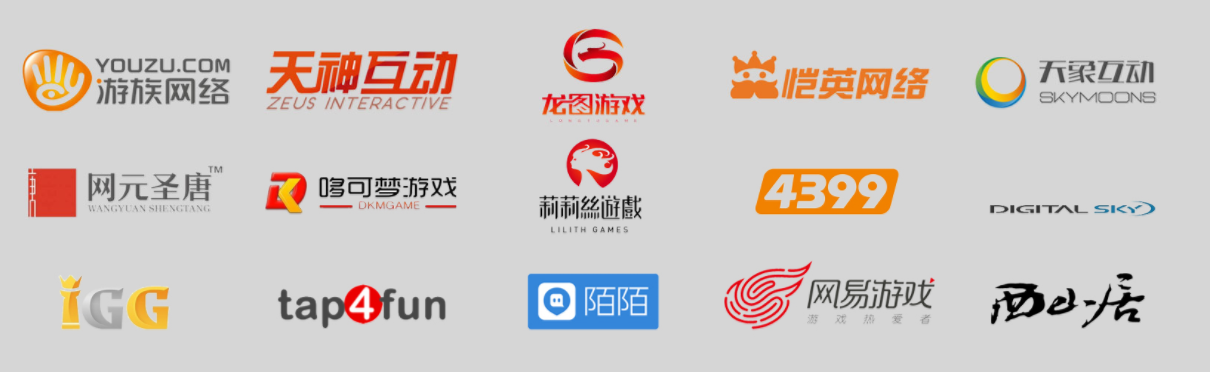 YOUZU.COM
游族网络
天神互动
ZEUS INTERACTIVE
龙图游戏
LONGTUGAME
恺英网络
天象互动
SKYMOONS
网元圣唐™
WANGYUAN SHENGTANG
哆可梦游戏
DKMGAME
莉莉絲遊戲
LILITH GAMES
4399
DIGITAL SKY
IGG
tap4fun
陌陌
网易游戏
游戏热爱者
西山居